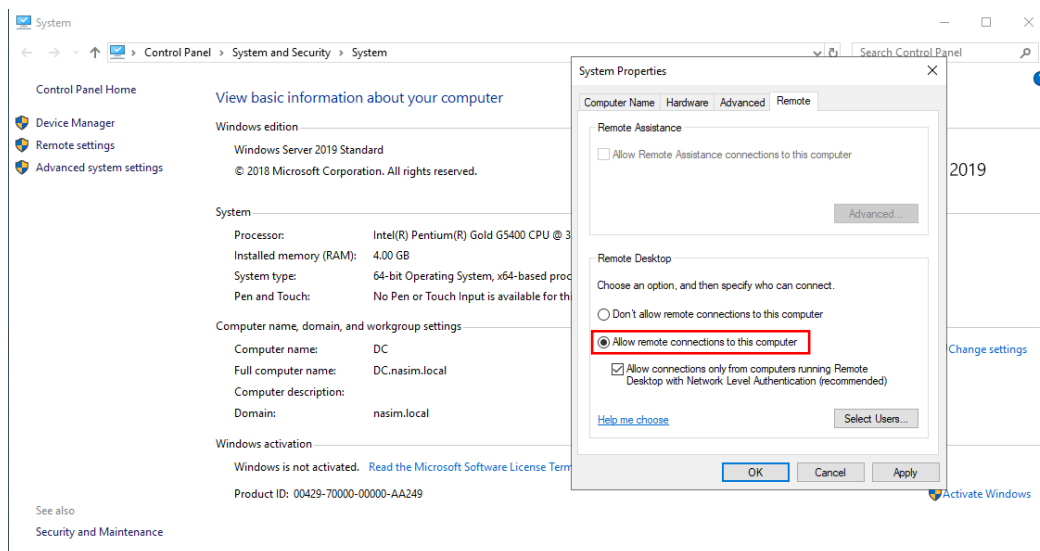 System
Control Panel > System and Security > System
Search Control Panel
Control Panel Home
Device Manager
Remote settings
Advanced system settings
See also
Security and Maintenance
View basic information about your computer
Windows edition
Windows Server 2019 Standard
© 2018 Microsoft Corporation. All rights reserved.
2019
System
Processor: Intel(R) Pentium(R) Gold G5400 CPU @ 3
Installed memory (RAM): 4.00 GB
System type: 64-bit Operating System, x64-based proc
Pen and Touch: No Pen or Touch Input is available for thi
Computer name, domain, and workgroup settings
Computer name: DC
Change settings
Full computer name: DC.nasim.local
Computer description:
Domain: nasim.local
Windows activation
Windows is not activated. Read the Microsoft Software License Term
Product ID: 00429-70000-00000-AA249
Activate Windows
System Properties
Computer Name Hardware Advanced Remote
Remote Assistance
Allow Remote Assistance connections to this computer
Advanced...
Remote Desktop
Choose an option, and then specify who can connect.
Don't allow remote connections to this computer
Allow remote connections to this computer
Allow connections only from computers running Remote
Desktop with Network Level Authentication (recommended)
Help me choose
Select Users...
OK Cancel Apply